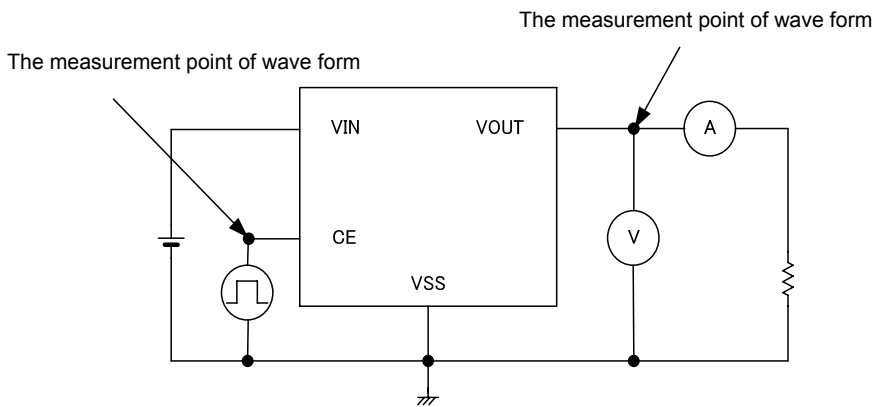 The measurement point of wave form
The measurement point of wave form
VIN
VOUT
A
CE
V
VSS